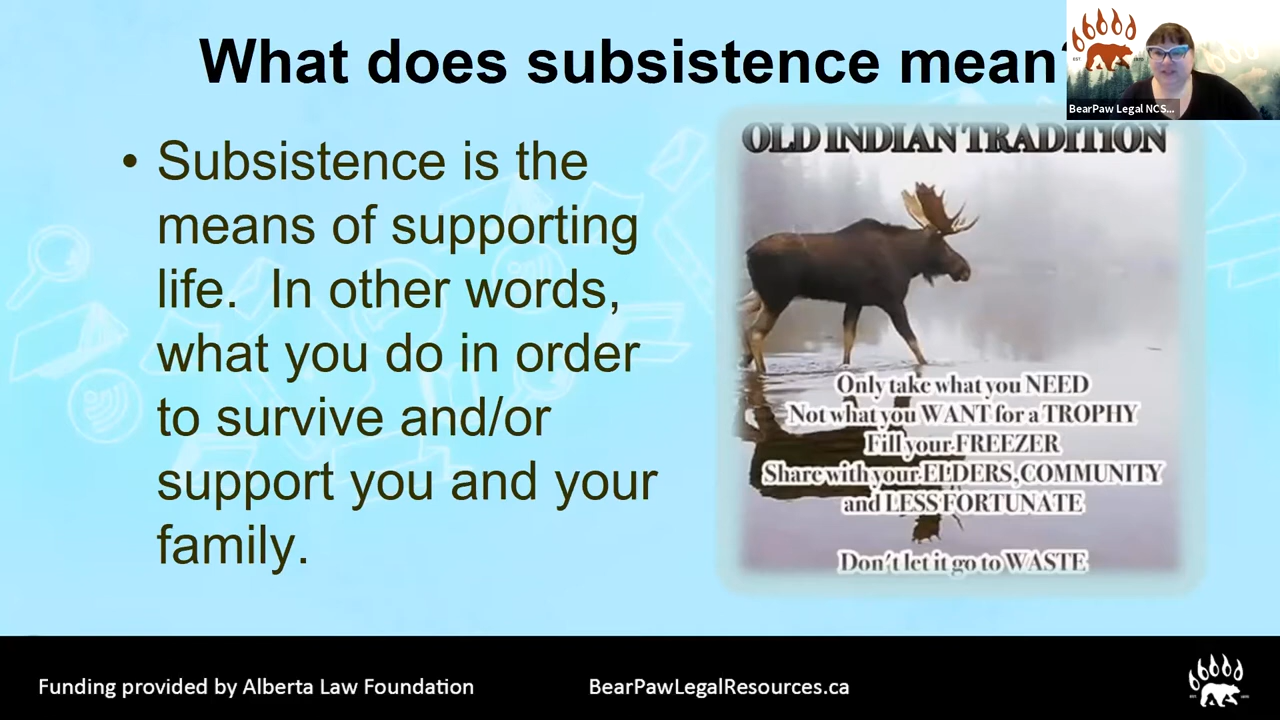 What does subsistence mean?
BearPaw Legal NCS...
• Subsistence is the
means of supporting
life.  In other words,
what you do in order
to survive and/or
support you and your
family.
OLD INDIAN TRADITION
Only take what you NEED
Not what you WANT for a TROPHY
Fill your FREEZER
Share with your ELDERS, COMMUNITY
and LESS FORTUNATE
Don't let it go to WASTE
Funding provided by Alberta Law Foundation
BearPawLegalResources.ca